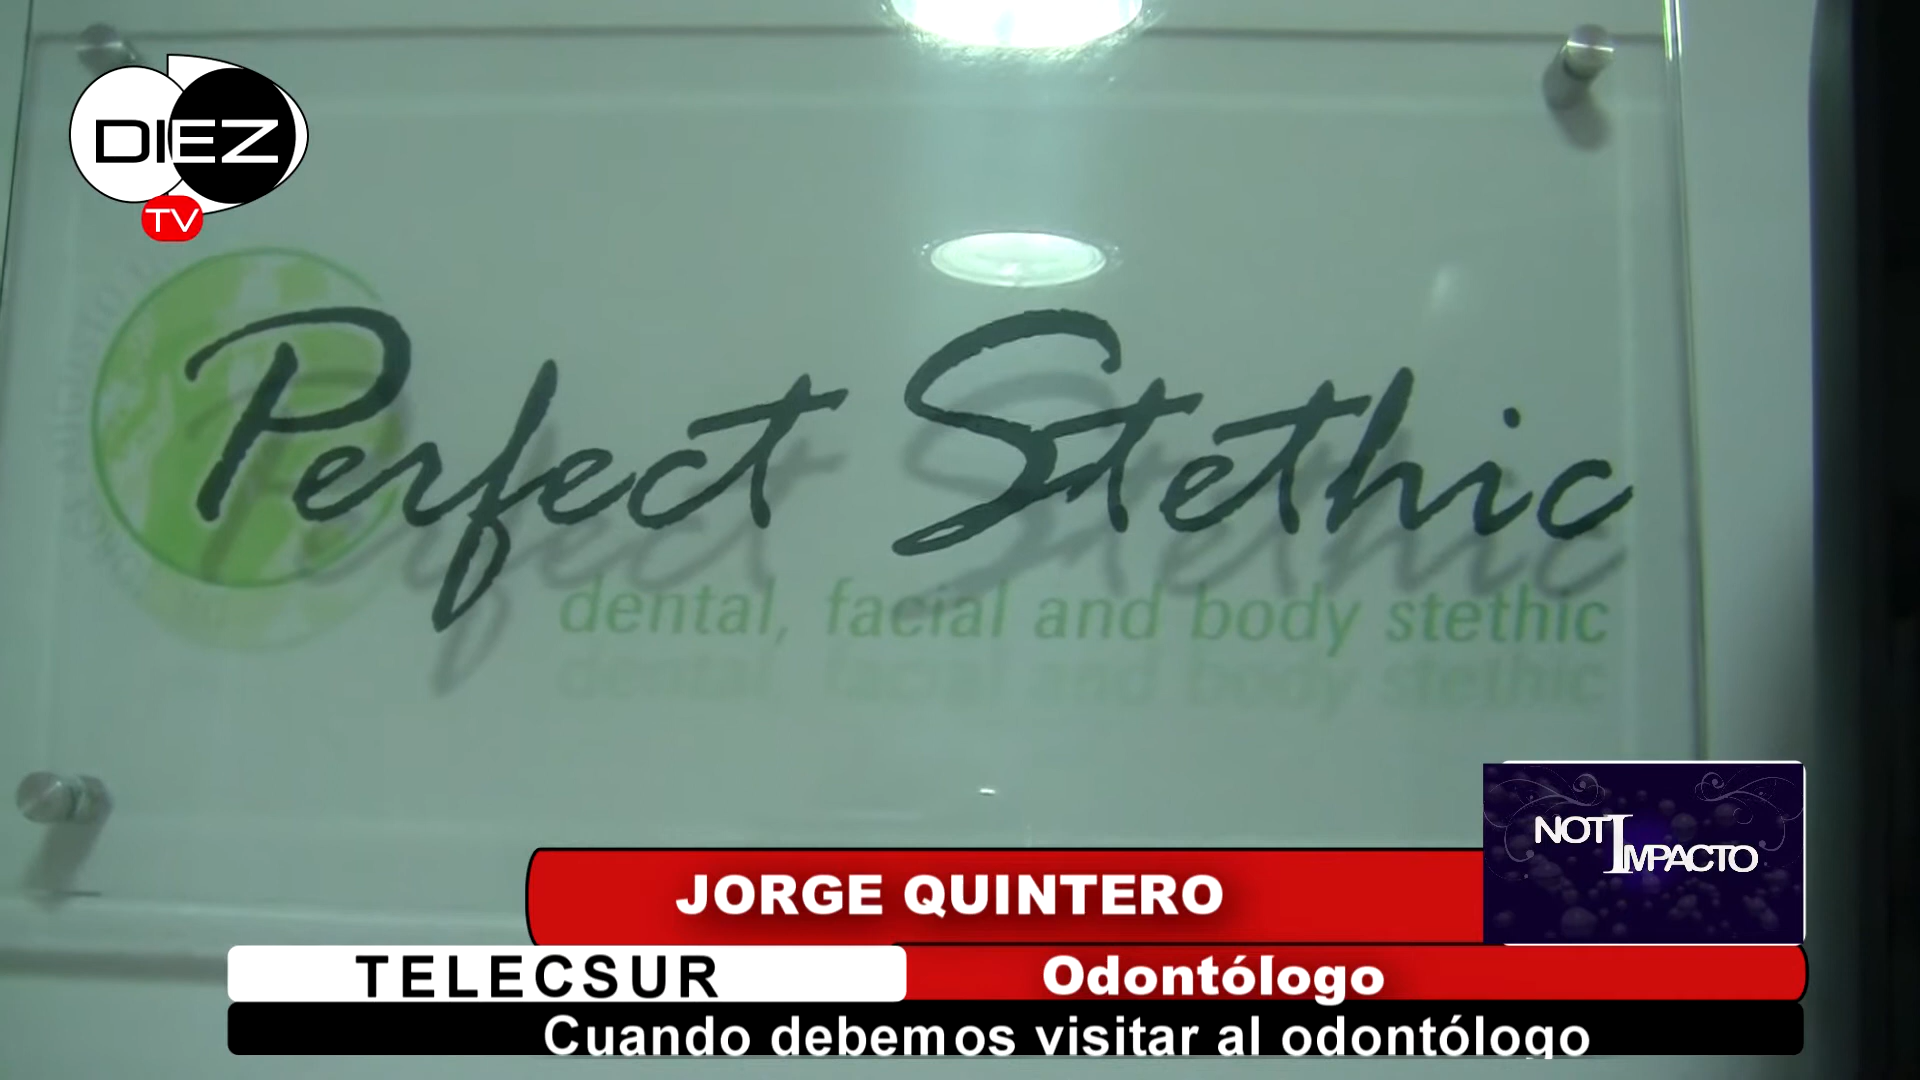 DIEZ
TV
Perfect Stethic
dental, facial and body stethic
JORGE QUINTERO
NOTIMPACTO
TELECSUR
Odontólogo
Cuando debemos visitar al odontólogo